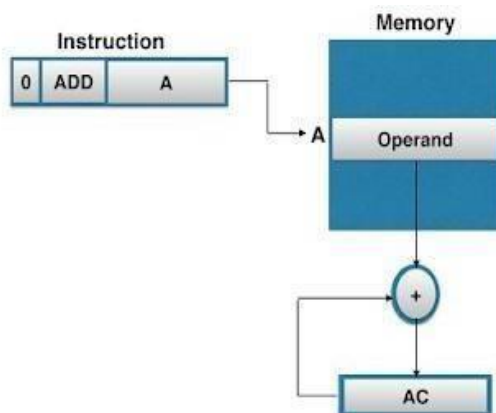 Memory
Instruction
0 ADD A
A
Operand
+
AC